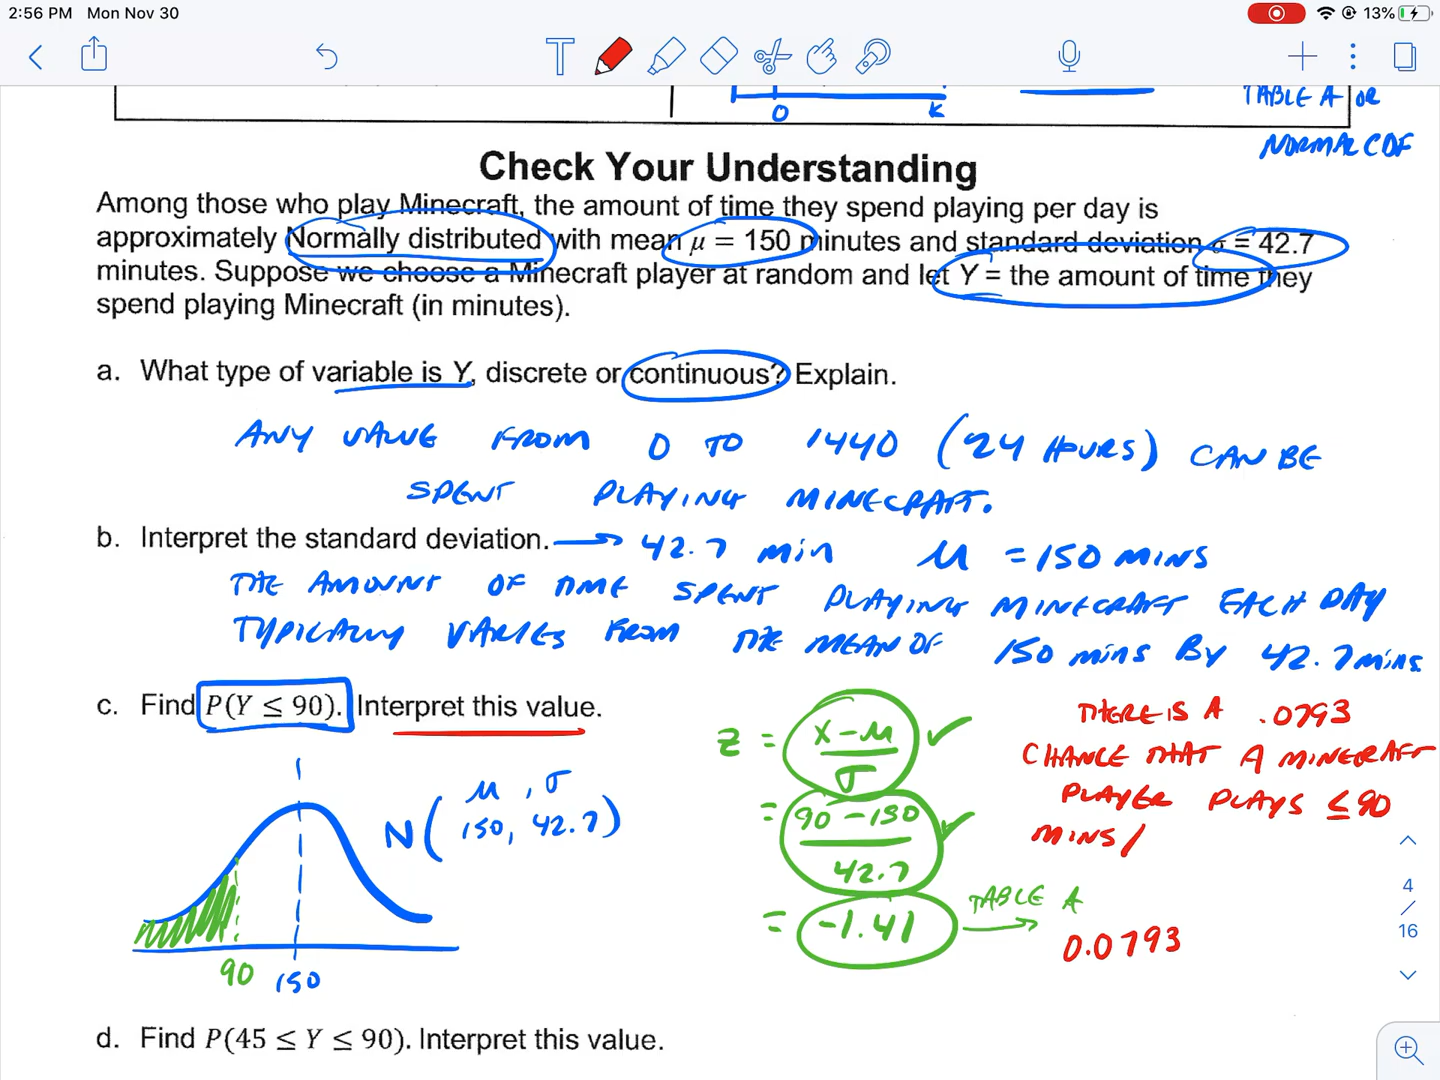 2:56 PM Mon Nov 30
13%
T
0 K
TABLE A OR
NORMALCDF
Check Your Understanding
Among those who play Minecraft, the amount of time they spend playing per day is
approximately Normally distributed with mean μ = 150 minutes and standard deviation σ = 42.7
minutes. Suppose we choose a Minecraft player at random and let Y = the amount of time they
spend playing Minecraft (in minutes).
a. What type of variable is Y, discrete or continuous? Explain.
ANY VALUE FROM 0 TO 1440 (24 HOURS) CAN BE
SPENT PLAYING MINECRAFT.
b. Interpret the standard deviation. → 42.7 min μ = 150 MINS
THE AMOUNT OF TIME SPENT PLAYING MINECRAFT EACH DAY
TYPICALLY VARIES FROM THE MEAN OF 150 MINS BY 42.7 MINS
c. Find P(Y ≤ 90). Interpret this value.
μ, σ
N(150, 42.7)
90 150
Z = X-μ / σ
= 90-150 / 42.7
= -1.41
TABLE A →
0.0793
THERE IS A .0793
CHANCE THAT A MINECRAFT
PLAYER PLAYS ≤90
MINS/
4
/
16
d. Find P(45 ≤ Y ≤ 90). Interpret this value.